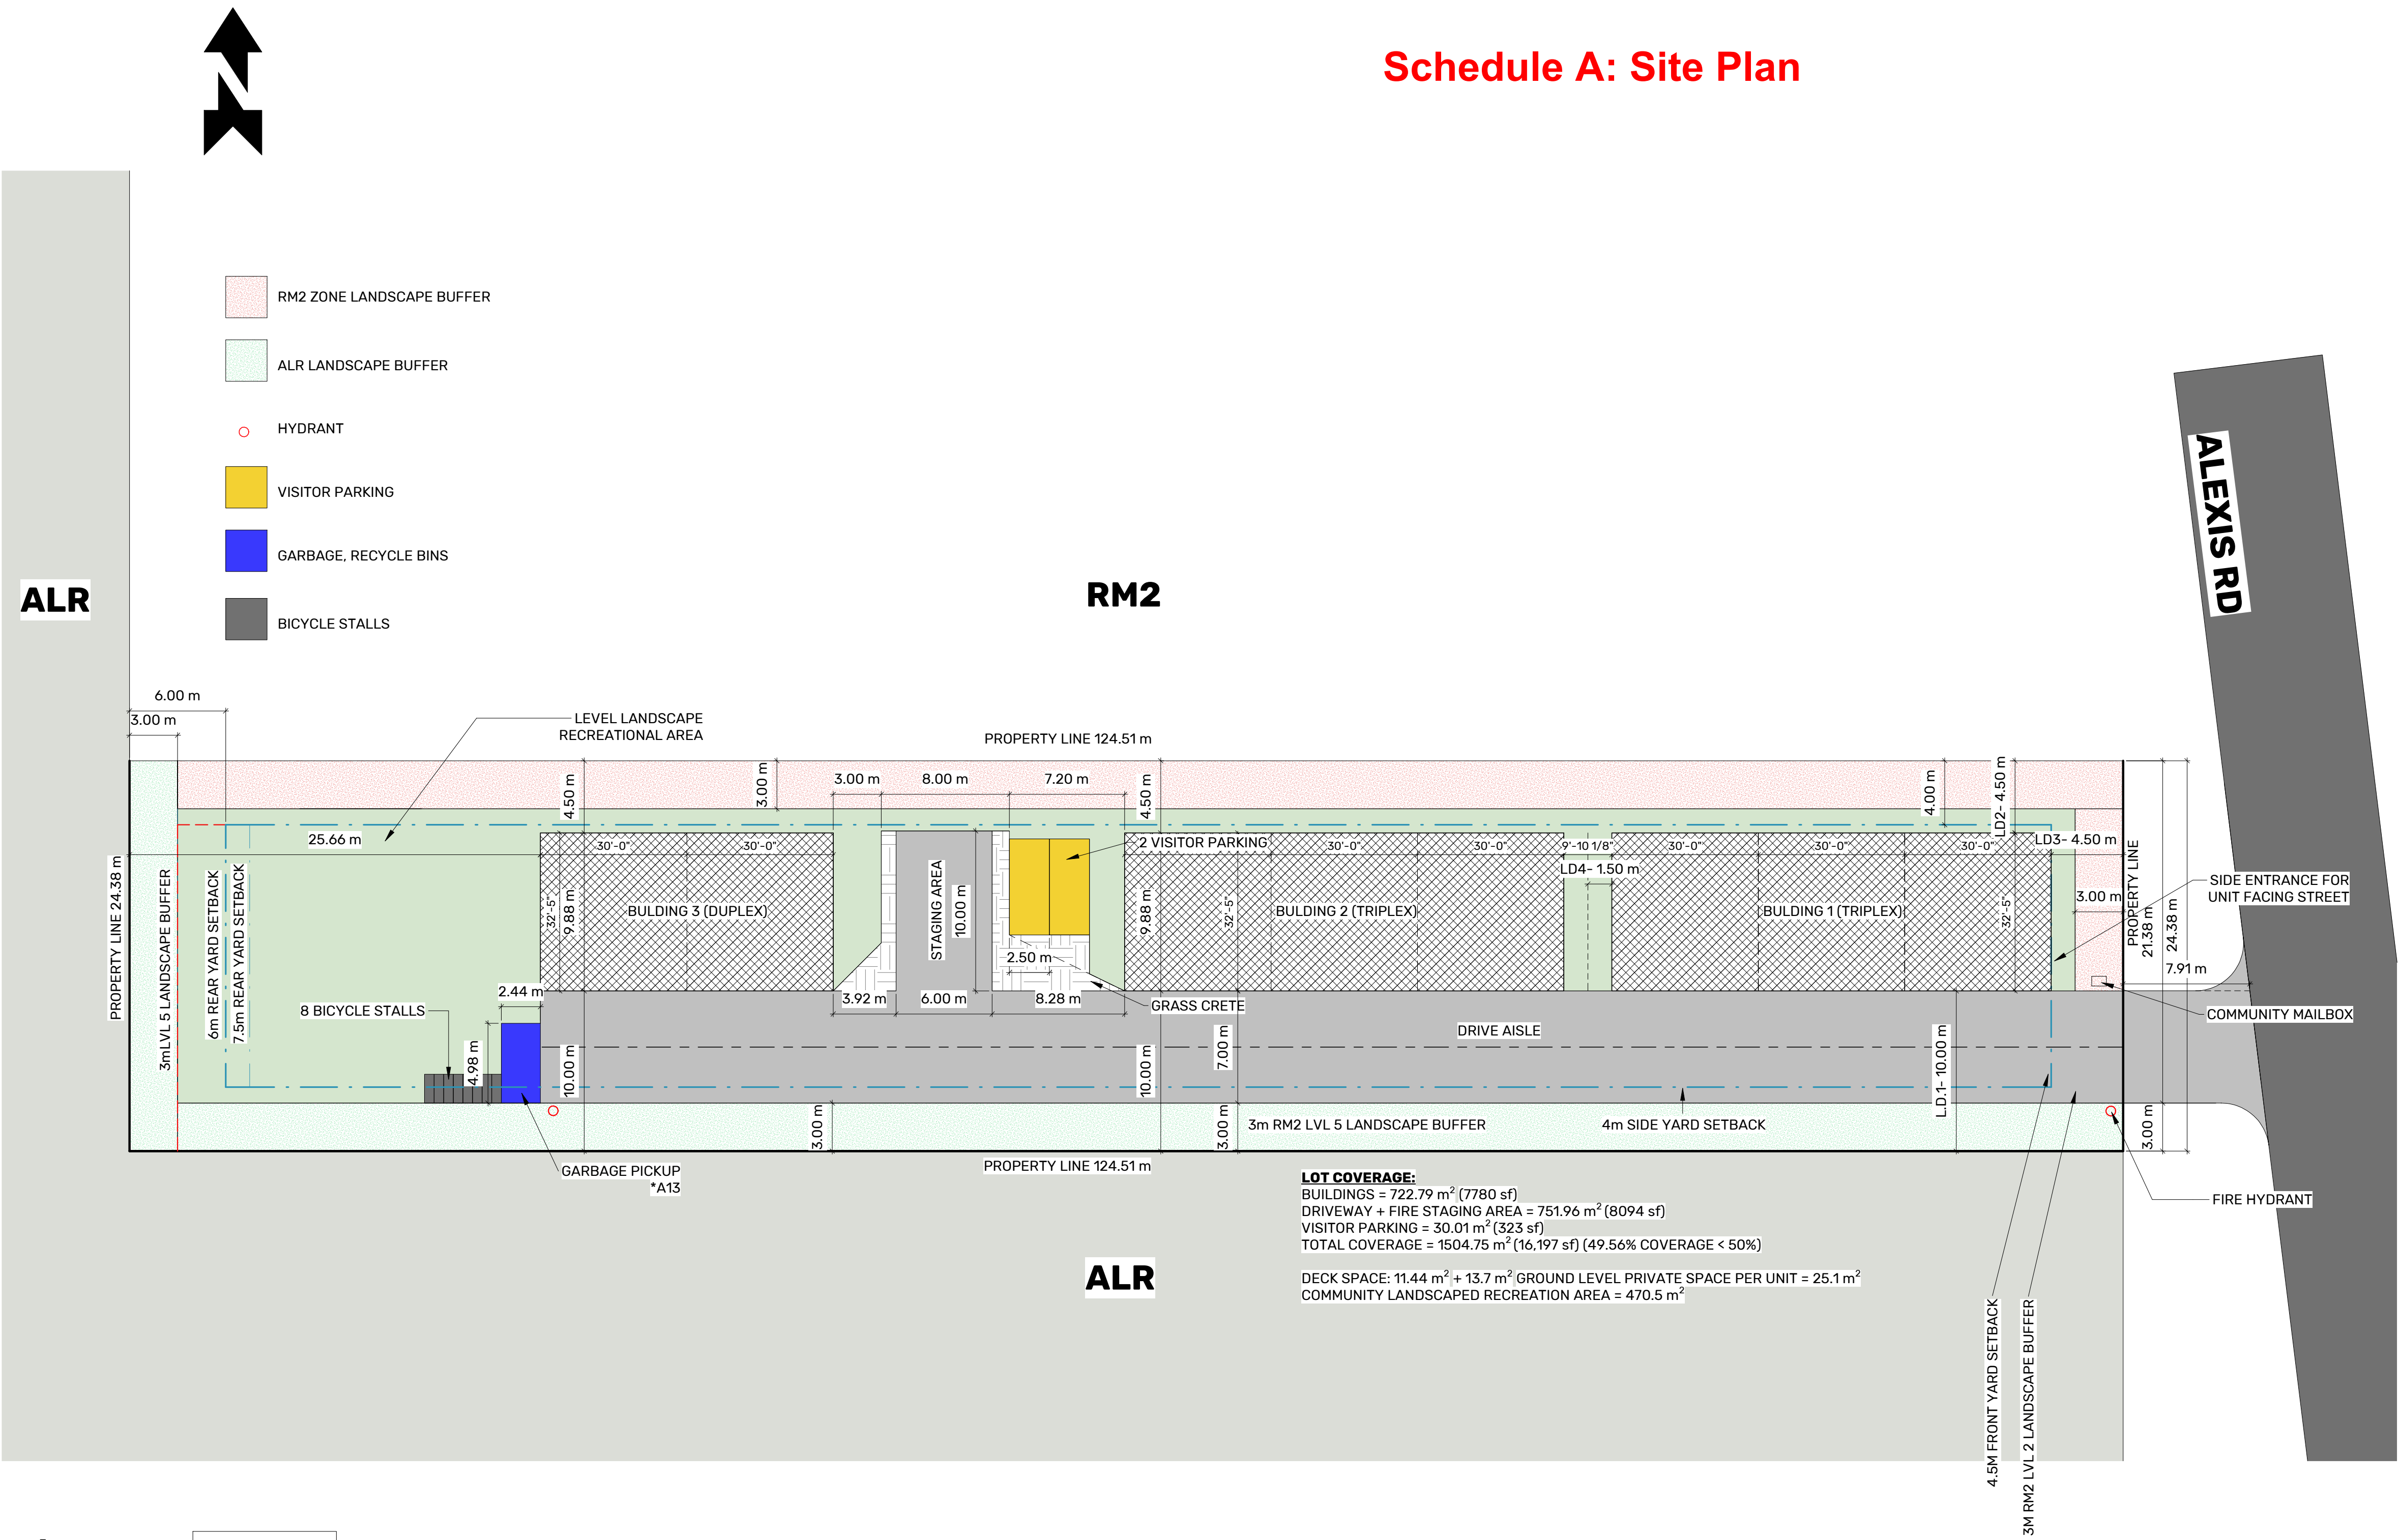 N
Schedule A: Site Plan
RM2 ZONE LANDSCAPE BUFFER
ALR LANDSCAPE BUFFER
HYDRANT
VISITOR PARKING
GARBAGE, RECYCLE BINS
BICYCLE STALLS
ALR
RM2
ALEXIS RD
6.00 m
3.00 m
LEVEL LANDSCAPE
RECREATIONAL AREA
PROPERTY LINE 124.51 m
4.50 m
3.00 m
3.00 m
8.00 m
7.20 m
4.50 m
4.00 m
LD2- 4.50 m
25.66 m
30'-0"
30'-0"
2 VISITOR PARKING
30'-0"
30'-0"
9'-10 1/8"
30'-0"
30'-0"
30'-0"
LD3- 4.50 m
LD4- 1.50 m
PROPERTY LINE 24.38 m
3mLVL 5 LANDSCAPE BUFFER
6m REAR YARD SETBACK
7.5m REAR YARD SETBACK
32'-5"
9.88 m
BULDING 3 (DUPLEX)
STAGING AREA
10.00 m
9.88 m
32'-5"
BULDING 2 (TRIPLEX)
BULDING 1 (TRIPLEX)
32'-5"
3.00 m
PROPERTY LINE
21.38 m
24.38 m
SIDE ENTRANCE FOR
UNIT FACING STREET
2.50 m
7.91 m
2.44 m
3.92 m
6.00 m
8.28 m
GRASS CRETE
8 BICYCLE STALLS
COMMUNITY MAILBOX
DRIVE AISLE
4.98 m
10.00 m
10.00 m
7.00 m
L.D.1- 10.00 m
3.00 m
3.00 m
3m RM2 LVL 5 LANDSCAPE BUFFER
4m SIDE YARD SETBACK
3.00 m
GARBAGE PICKUP
*A13
PROPERTY LINE 124.51 m
FIRE HYDRANT
LOT COVERAGE:
BUILDINGS = 722.79 m² (7780 sf)
DRIVEWAY + FIRE STAGING AREA = 751.96 m² (8094 sf)
VISITOR PARKING = 30.01 m² (323 sf)
TOTAL COVERAGE = 1504.75 m² (16,197 sf) (49.56% COVERAGE < 50%)
DECK SPACE: 11.44 m² + 13.7 m² GROUND LEVEL PRIVATE SPACE PER UNIT = 25.1 m²
COMMUNITY LANDSCAPED RECREATION AREA = 470.5 m²
ALR
4.5M FRONT YARD SETBACK
3M RM2 LVL 2 LANDSCAPE BUFFER